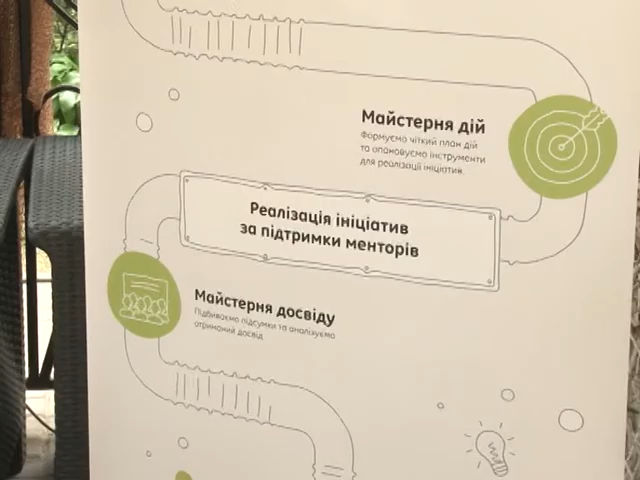 Майстерня дій
Формуємо чіткий план дій
та опановуємо інструменти
для реалізації ініціатив
Реалізація ініціатив
за підтримки менторів
Майстерня досвіду
Підбиваємо підсумки та аналізуємо
отриманий досвід